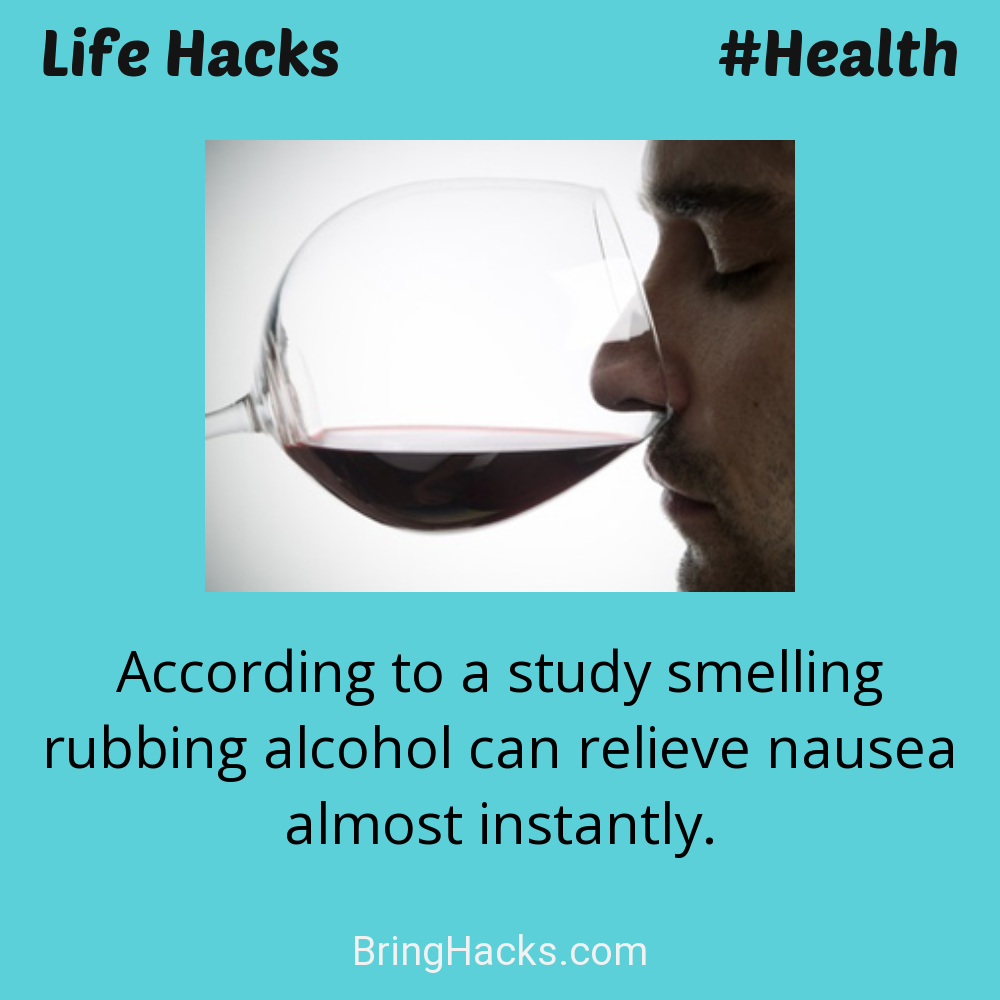 Life Hacks
#Health
According to a study smelling
rubbing alcohol can relieve nausea
almost instantly.
BringHacks.com